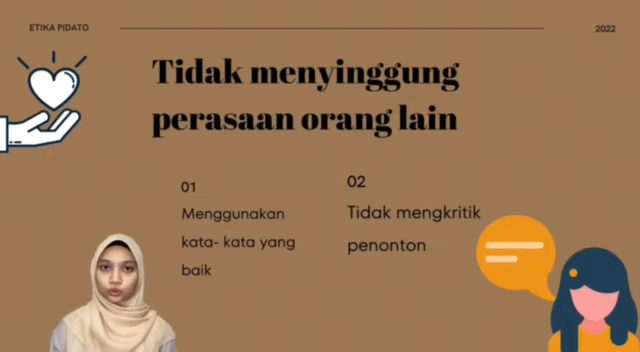 ETIKA PIDATO
2022
Tidak menyinggung
perasaan orang lain
01
Menggunakan
kata- kata yang
baik
02
Tidak mengkritik
penonton